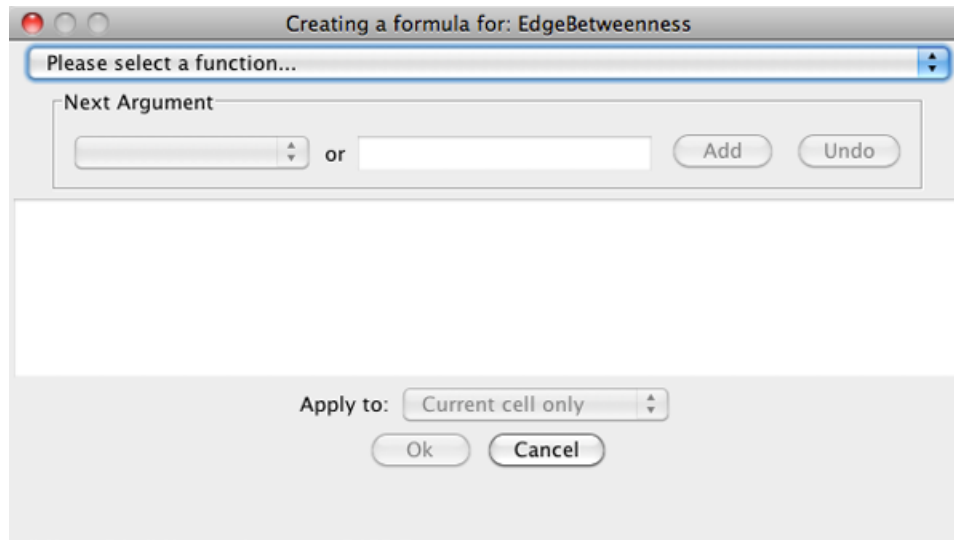 Creating a formula for: EdgeBetweenness
Please select a function...
Next Argument
or Add Undo
Apply to: Current cell only
Ok Cancel